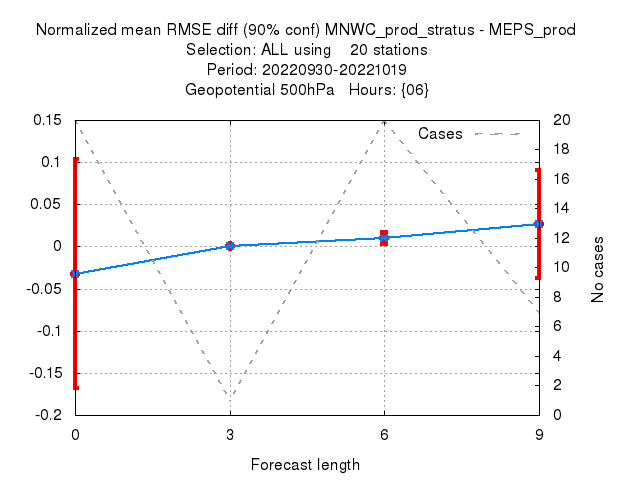 Normalized mean RMSE diff (90% conf) MNWC_prod_stratus - MEPS_prod
Selection: ALL using    20 stations
Period: 20220930-20221019
Geopotential 500hPa   Hours: {06}
Cases
0.15
0.1
0.05
0
-0.05
-0.1
-0.15
-0.2
20
18
16
14
12
10
8
6
4
2
0
No cases
0 3 6 9
Forecast length